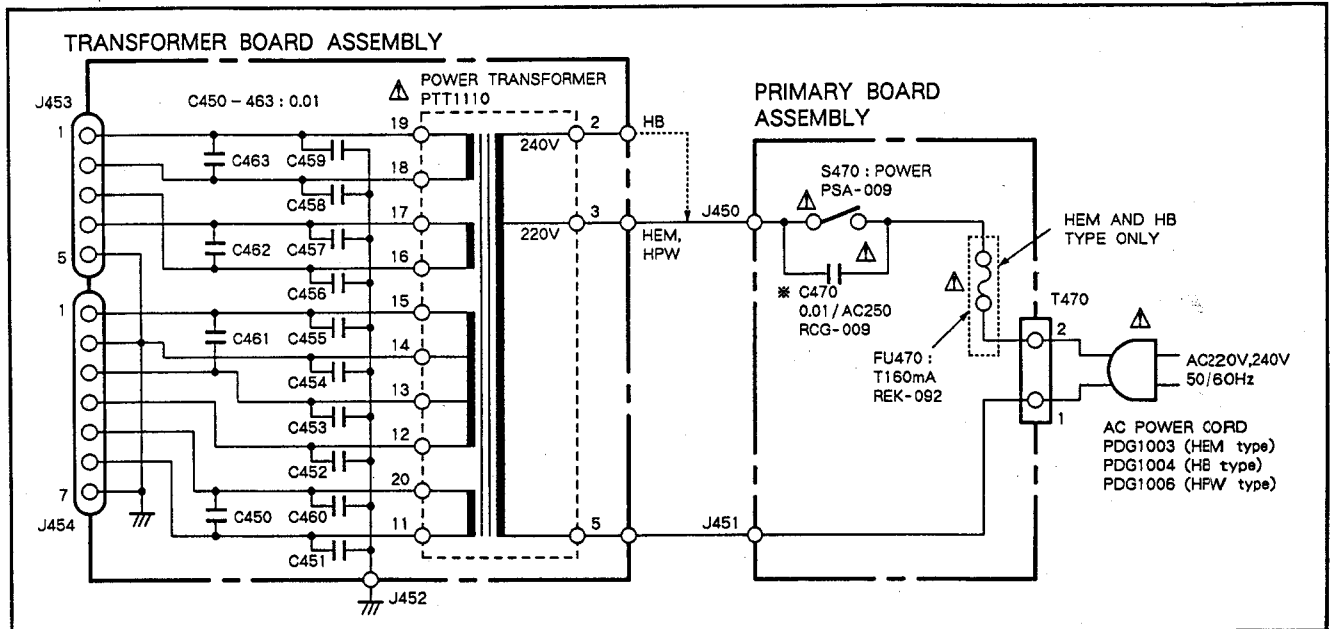 TRANSFORMER BOARD ASSEMBLY
J453
C450 - 463 : 0.01
POWER TRANSFORMER
PTT1110
1
5
1
7
J454
C463
C459
C458
C462
C457
C456
C461
C455
C454
C453
C452
C450
C460
C451
19
18
17
16
15
14
13
12
20
11
240V
220V
2
3
5
HB
HEM,
HPW
J452
J450
J451
PRIMARY BOARD
ASSEMBLY
S470 : POWER
PSA-009
※ C470
0.01/AC250
RCG-009
FU470 :
T160mA
REK-092
HEM AND HB
TYPE ONLY
T470
2
1
AC220V,240V
50/60Hz
AC POWER CORD
PDG1003 (HEM type)
PDG1004 (HB type)
PDG1006 (HPW type)